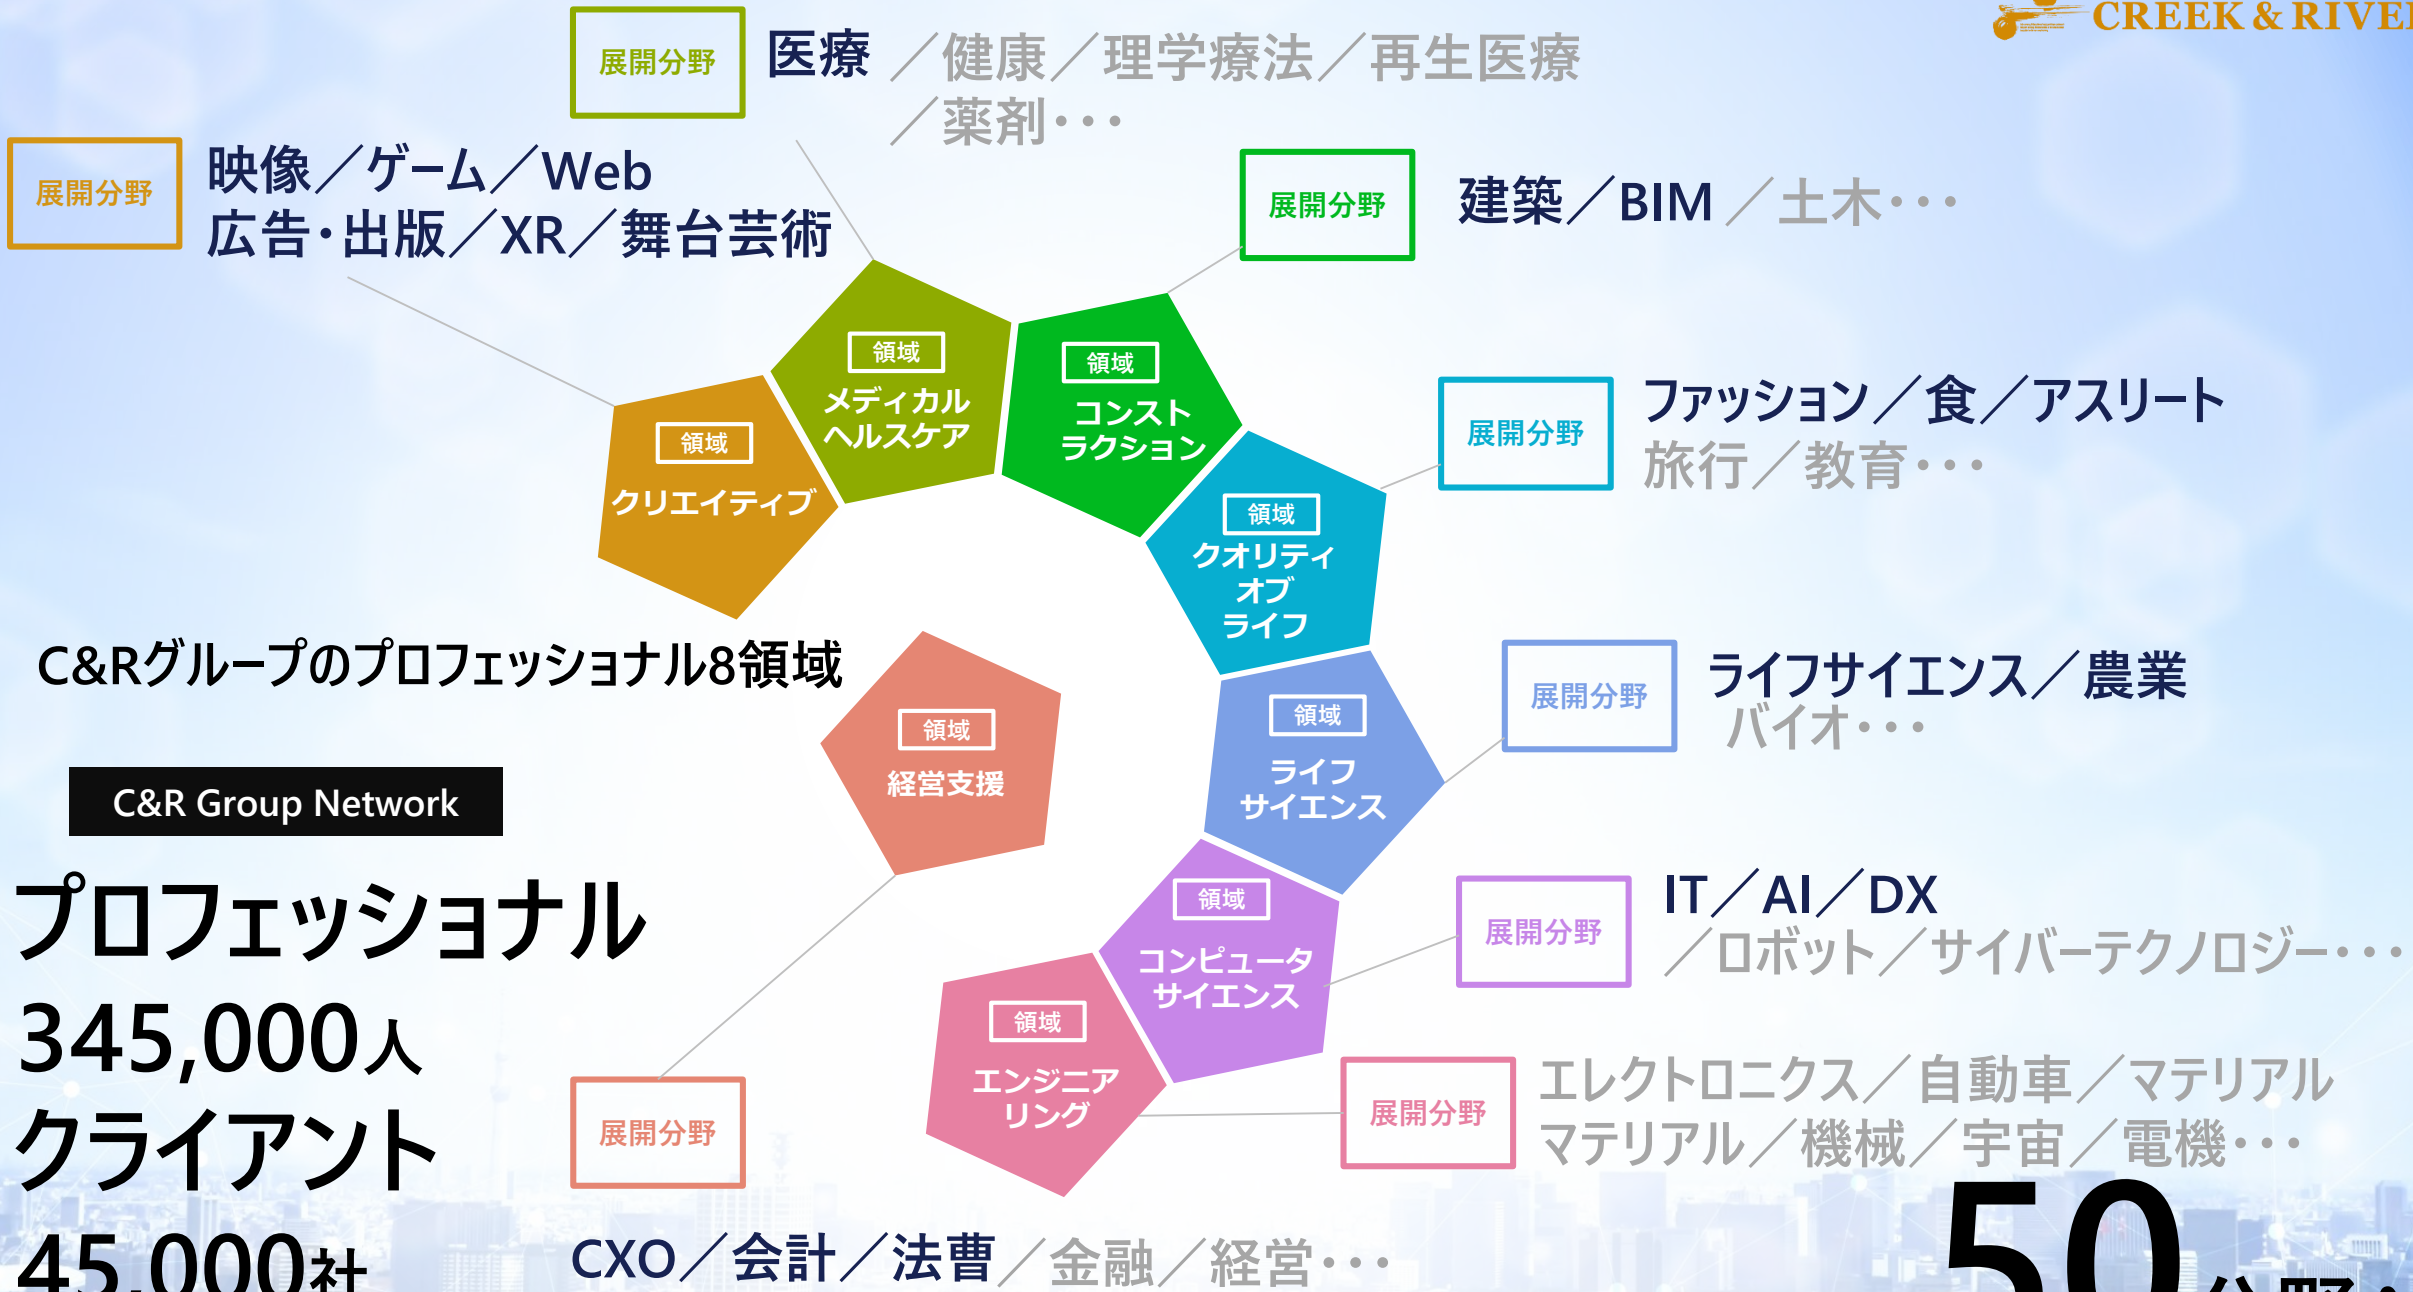 CREEK & RIVER
展開分野
医療 ／健康／理学療法／再生医療
／薬剤･･･
展開分野
映像／ゲーム／Web
広告･出版／XR／舞台芸術
展開分野
建築／BIM ／土木･･･
領域
メディカル
ヘルスケア
領域
コンスト
ラクション
領域
クリエイティブ
展開分野
ファッション／食／アスリート
旅行／教育･･･
領域
クオリティ
オブ
ライフ
C&Rグループのプロフェッショナル8領域
展開分野
ライフサイエンス／農業
バイオ･･･
領域
経営支援
領域
ライフ
サイエンス
C&R Group Network
プロフェッショナル
345,000人
クライアント
45,000社
領域
コンピュータ
サイエンス
展開分野
IT／AI／DX
／ロボット／サイバーテクノロジー･･･
領域
エンジニア
リング
展開分野
エレクトロニクス／自動車／マテリアル
マテリアル／機械／宇宙／電機･･･
展開分野
CXO／会計／法曹／金融／経営･･･
50分野